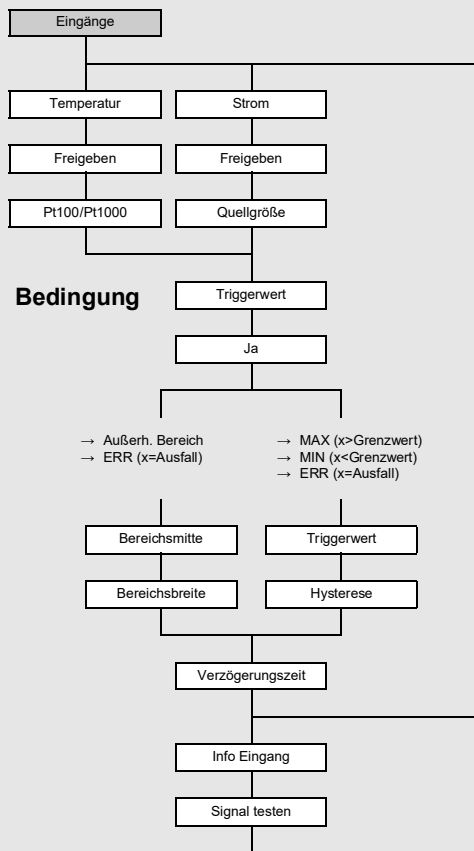 Eingänge
Temperatur
Strom
Freigeben
Freigeben
Pt100/Pt1000
Quellgröße
Bedingung
Triggerwert
Ja
→ Außerh. Bereich
→ ERR (x=Ausfall)
→ MAX (x>Grenzwert)
→ MIN (x<Grenzwert)
→ ERR (x=Ausfall)
Bereichsmitte
Triggerwert
Bereichsbreite
Hysterese
Verzögerungszeit
Info Eingang
Signal testen